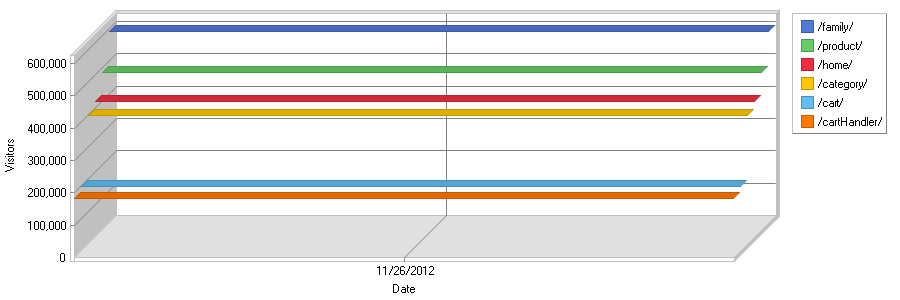 600,000
500,000
400,000
300,000
200,000
100,000
0
Visitors
11/26/2012
Date
/family/
/product/
/home/
/category/
/cart/
/cartHandler/